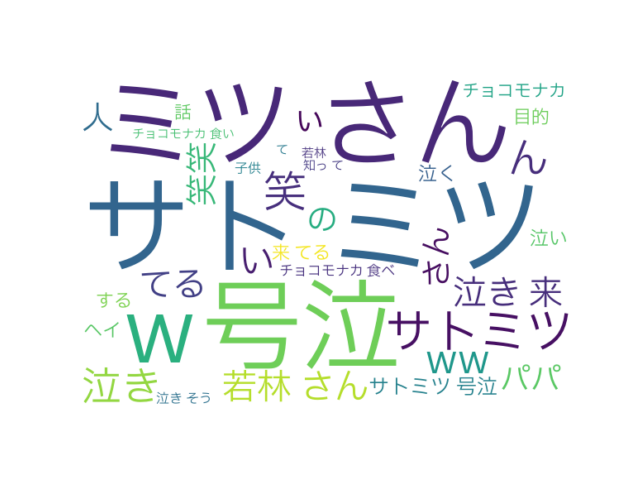 ミツ さん
チョコモナカ
人
話
い
目的
チョコモナカ 食い
ん
笑笑
て
若林
知っ て
子供
泣く
笑
サト ミツ
の
さん
泣い
来 てる
い
チョコモナカ 食べ
てる
泣き 来
する
号泣
ヘイ
w
サトミツ
ww
泣き
若林 さん
サトミツ 号泣
パパ
泣き そう